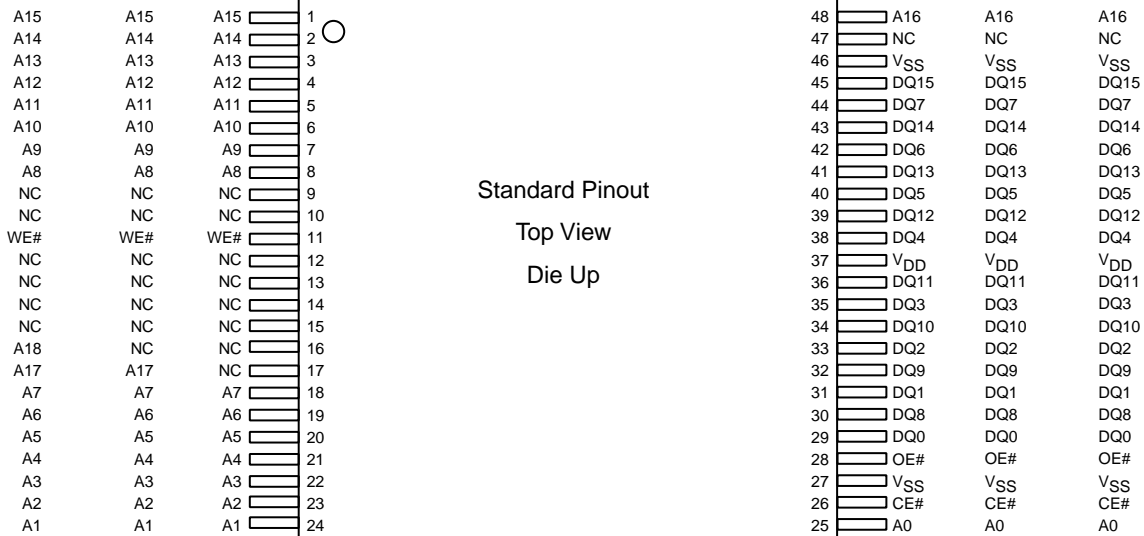 A15 A15 A15 1 48 A16 A16 A16
A14 A14 A14 2 47 NC NC NC
A13 A13 A13 3 46 VSS VSS VSS
A12 A12 A12 4 45 DQ15 DQ15 DQ15
A11 A11 A11 5 44 DQ7 DQ7 DQ7
A10 A10 A10 6 43 DQ14 DQ14 DQ14
A9 A9 A9 7 42 DQ6 DQ6 DQ6
A8 A8 A8 8 41 DQ13 DQ13 DQ13
NC NC NC 9 Standard Pinout 40 DQ5 DQ5 DQ5
NC NC NC 10 39 DQ12 DQ12 DQ12
WE# WE# WE# 11 Top View 38 DQ4 DQ4 DQ4
NC NC NC 12 37 VDD VDD VDD
NC NC NC 13 Die Up 36 DQ11 DQ11 DQ11
NC NC NC 14 35 DQ3 DQ3 DQ3
NC NC NC 15 34 DQ10 DQ10 DQ10
A18 NC NC 16 33 DQ2 DQ2 DQ2
A17 A17 NC 17 32 DQ9 DQ9 DQ9
A7 A7 A7 18 31 DQ1 DQ1 DQ1
A6 A6 A6 19 30 DQ8 DQ8 DQ8
A5 A5 A5 20 29 DQ0 DQ0 DQ0
A4 A4 A4 21 28 OE# OE# OE#
A3 A3 A3 22 27 VSS VSS VSS
A2 A2 A2 23 26 CE# CE# CE#
A1 A1 A1 24 25 A0 A0 A0